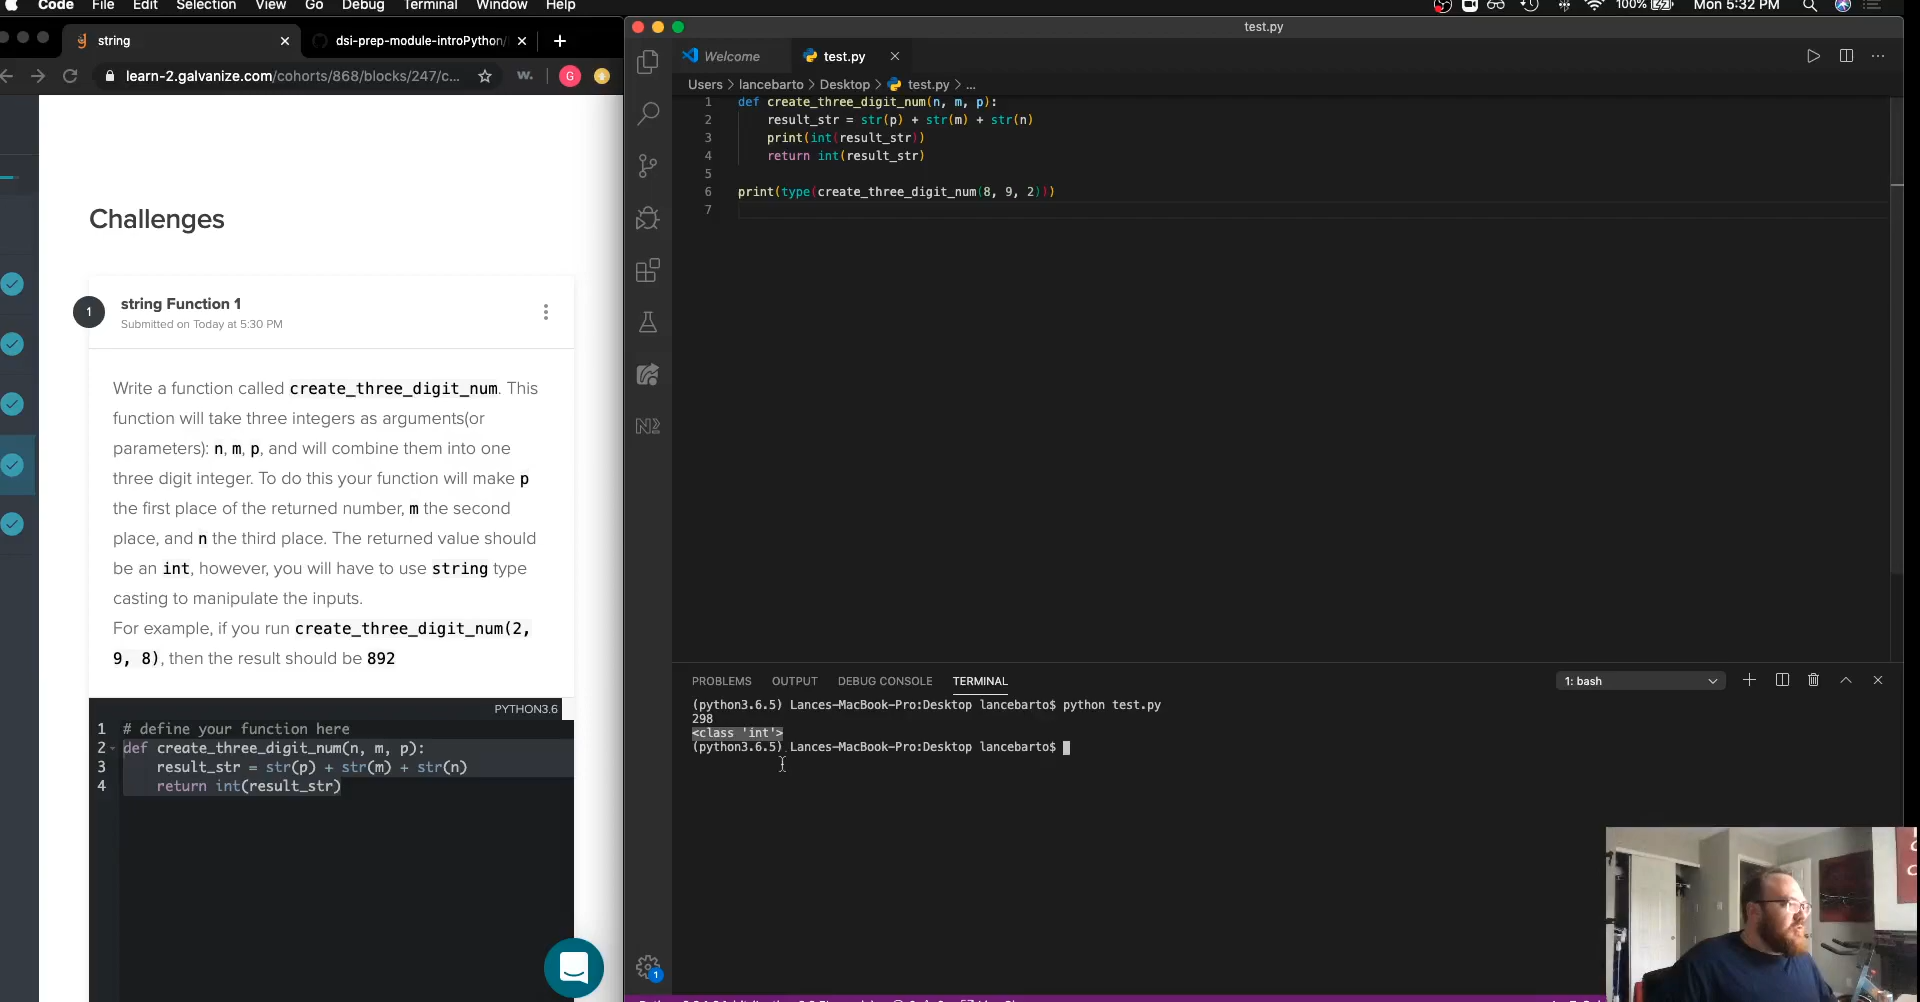 Code File Edit Selection View Go Debug Terminal Window Help 100% Mon 5:32 PM
string
dsi-prep-module-introPython/
learn-2.galvanize.com/cohorts/868/blocks/247/c... w. G
Challenges
1
string Function 1
Submitted on Today at 5:30 PM
Write a function called create_three_digit_num. This
function will take three integers as arguments(or
parameters): n, m, p, and will combine them into one
three digit integer. To do this your function will make p
the first place of the returned number, m the second
place, and n the third place. The returned value should
be an int, however, you will have to use string type
casting to manipulate the inputs.
For example, if you run create_three_digit_num(2,
9, 8), then the result should be 892
PYTHON3.6
1 # define your function here
2 def create_three_digit_num(n, m, p):
3 result_str = str(p) + str(m) + str(n)
4 return int(result_str)
test.py
Welcome
test.py
Users > lancebarto > Desktop > test.py > ...
1 def create_three_digit_num(n, m, p):
2 result_str = str(p) + str(m) + str(n)
3 print(int(result_str))
4 return int(result_str)
5
6 print(type(create_three_digit_num(8, 9, 2)))
7
PROBLEMS OUTPUT DEBUG CONSOLE TERMINAL 1: bash
(python3.6.5) Lances-MacBook-Pro:Desktop lancebarto$ python test.py
298
<class 'int'>
(python3.6.5) Lances-MacBook-Pro:Desktop lancebarto$
1